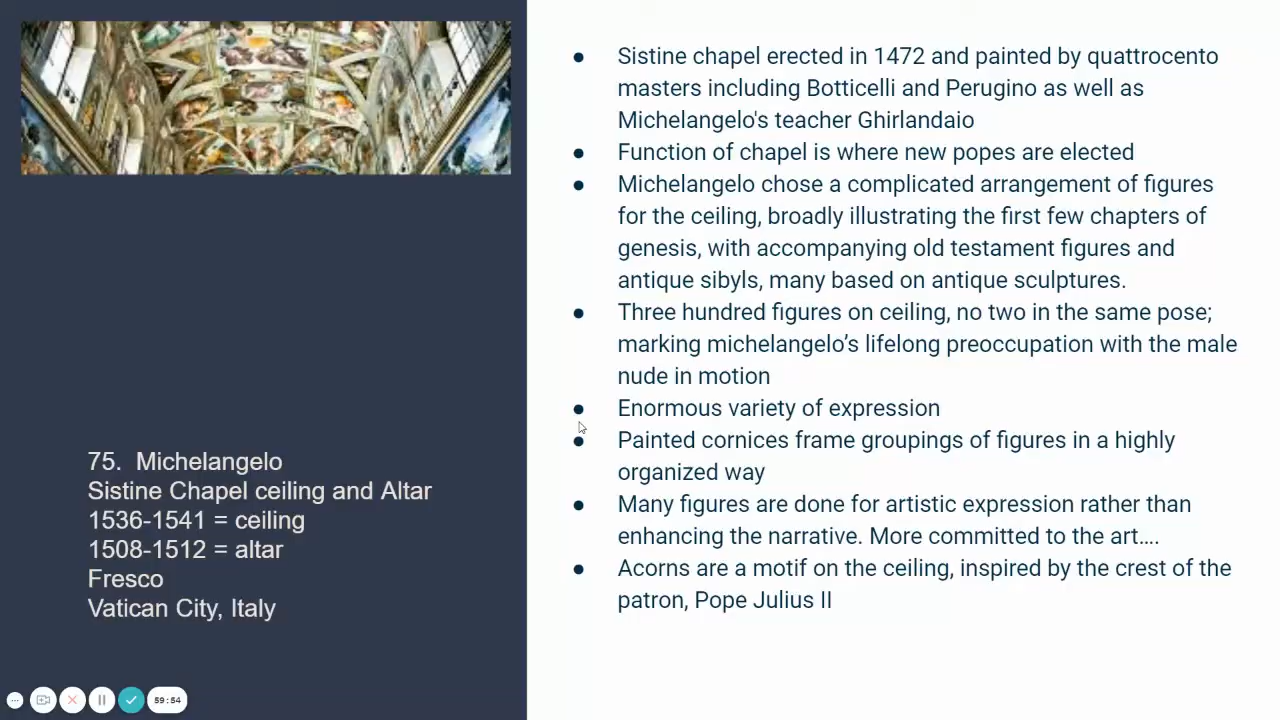 ● Sistine chapel erected in 1472 and painted by quattrocento
masters including Botticelli and Perugino as well as
Michelangelo's teacher Ghirlandaio
● Function of chapel is where new popes are elected
● Michelangelo chose a complicated arrangement of figures
for the ceiling, broadly illustrating the first few chapters of
genesis, with accompanying old testament figures and
antique sibyls, many based on antique sculptures.
● Three hundred figures on ceiling, no two in the same pose;
marking michelangelo’s lifelong preoccupation with the male
nude in motion
● Enormous variety of expression
● Painted cornices frame groupings of figures in a highly
organized way
● Many figures are done for artistic expression rather than
enhancing the narrative. More committed to the art....
● Acorns are a motif on the ceiling, inspired by the crest of the
patron, Pope Julius II
75. Michelangelo
Sistine Chapel ceiling and Altar
1536-1541 = ceiling
1508-1512 = altar
Fresco
Vatican City, Italy
59:54